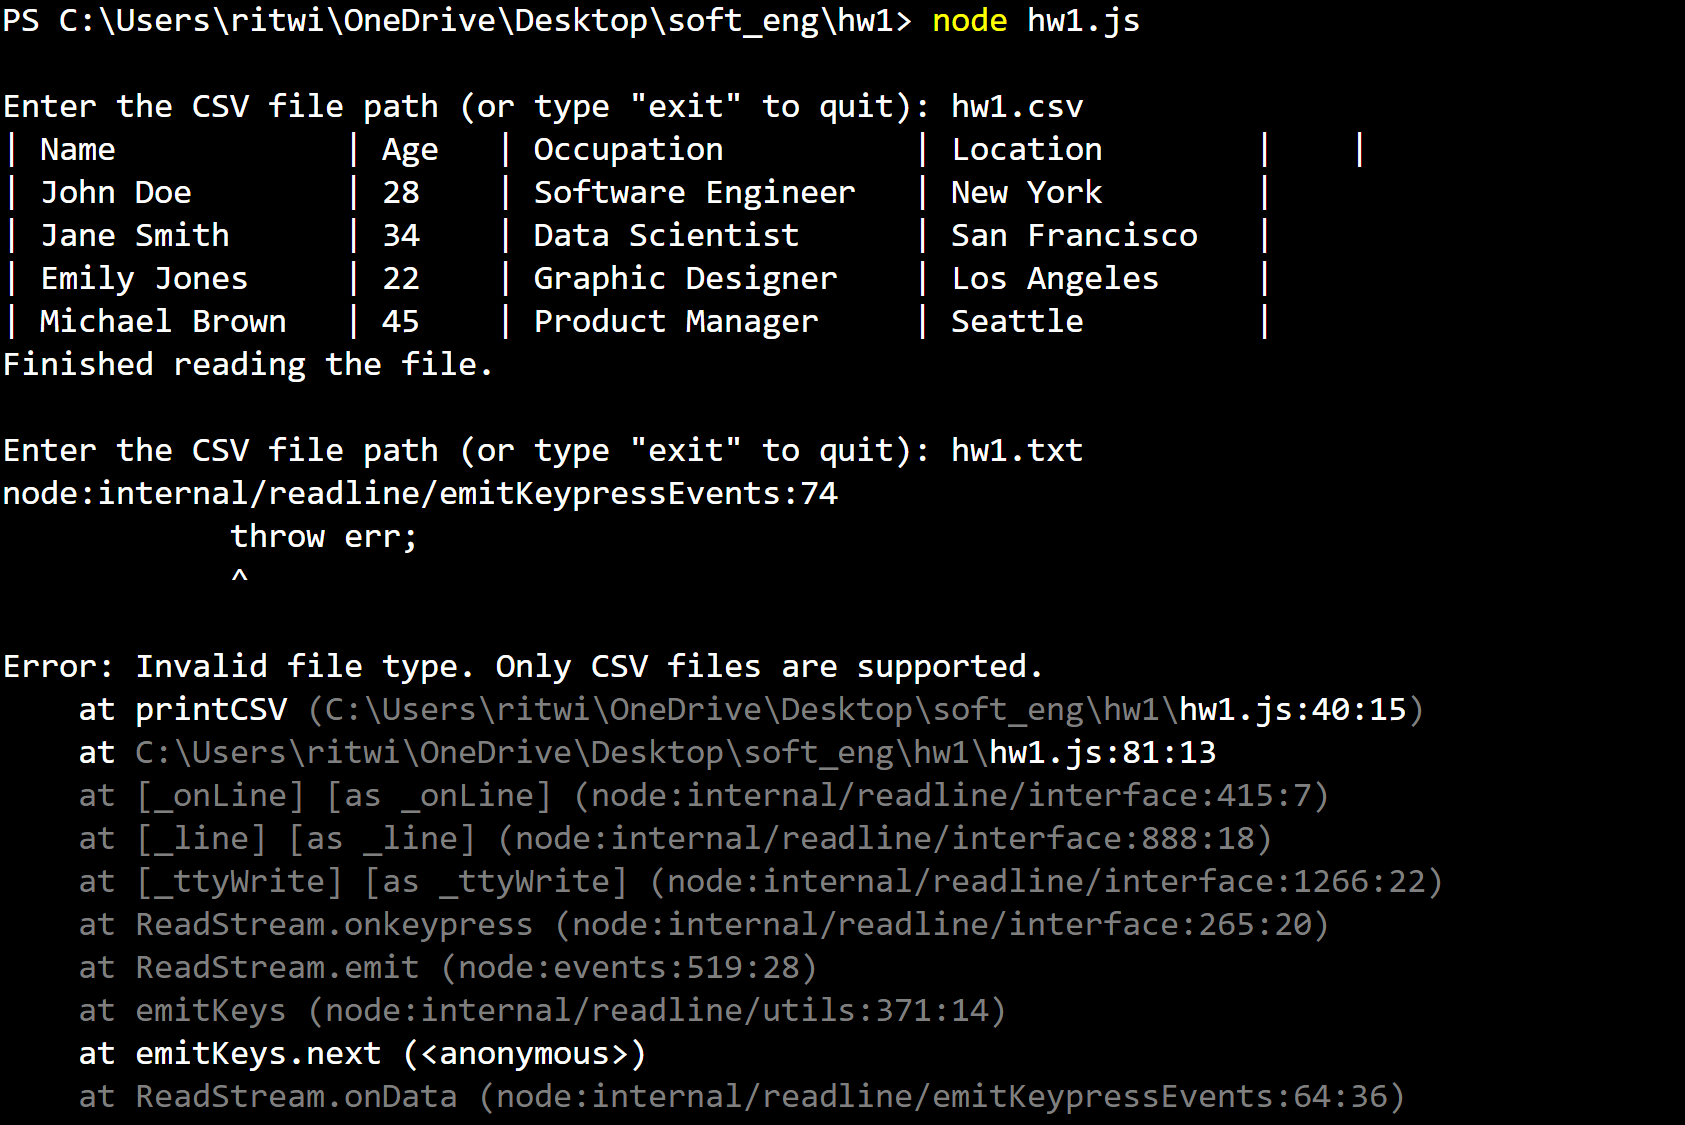 PS C:\Users\ritwi\OneDrive\Desktop\soft_eng\hw1> node hw1.js
Enter the CSV file path (or type "exit" to quit): hw1.csv
| Name | Age | Occupation | Location | |
| John Doe | 28 | Software Engineer | New York |
| Jane Smith | 34 | Data Scientist | San Francisco |
| Emily Jones | 22 | Graphic Designer | Los Angeles |
| Michael Brown | 45 | Product Manager | Seattle |
Finished reading the file.
Enter the CSV file path (or type "exit" to quit): hw1.txt
node:internal/readline/emitKeypressEvents:74
throw err;
^
Error: Invalid file type. Only CSV files are supported.
at printCSV (C:\Users\ritwi\OneDrive\Desktop\soft_eng\hw1\hw1.js:40:15)
at C:\Users\ritwi\OneDrive\Desktop\soft_eng\hw1\hw1.js:81:13
at [_onLine] [as _onLine] (node:internal/readline/interface:415:7)
at [_line] [as _line] (node:internal/readline/interface:888:18)
at [_ttyWrite] [as _ttyWrite] (node:internal/readline/interface:1266:22)
at ReadStream.onkeypress (node:internal/readline/interface:265:20)
at ReadStream.emit (node:events:519:28)
at emitKeys (node:internal/readline/utils:371:14)
at emitKeys.next (<anonymous>)
at ReadStream.onData (node:internal/readline/emitKeypressEvents:64:36)